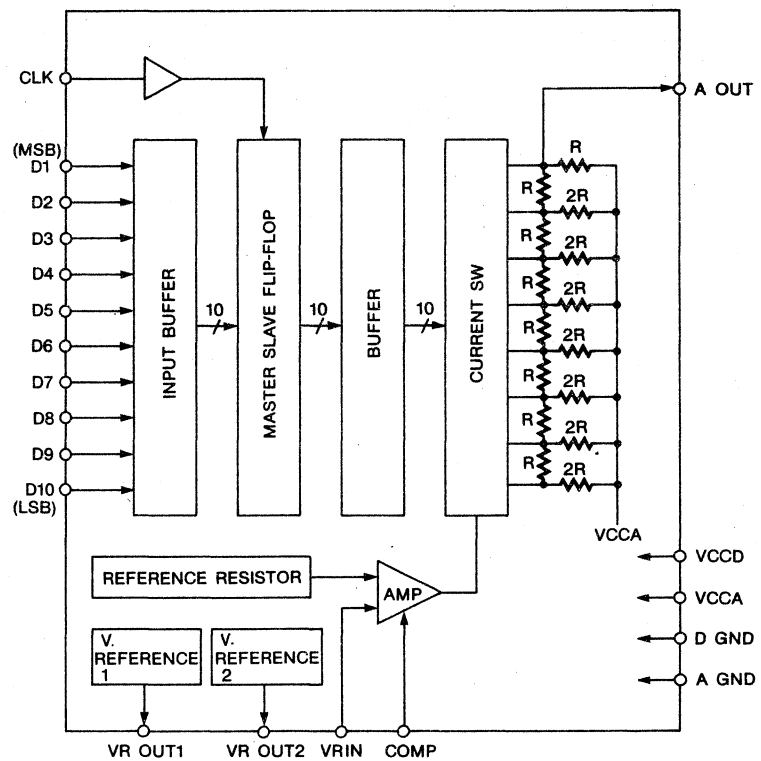 CLK
A OUT
(MSB)
D1
D2
D3
D4
D5
D6
D7
D8
D9
D10
(LSB)
INPUT BUFFER
10
MASTER SLAVE FLIP-FLOP
10
BUFFER
10
CURRENT SW
R
R
2R
R
2R
R
2R
R
2R
R
2R
R
2R
R
2R
VCCA
REFERENCE RESISTOR
AMP
V.
REFERENCE
1
V.
REFERENCE
2
VCCD
VCCA
D GND
A GND
VR OUT1
VR OUT2
VRIN
COMP